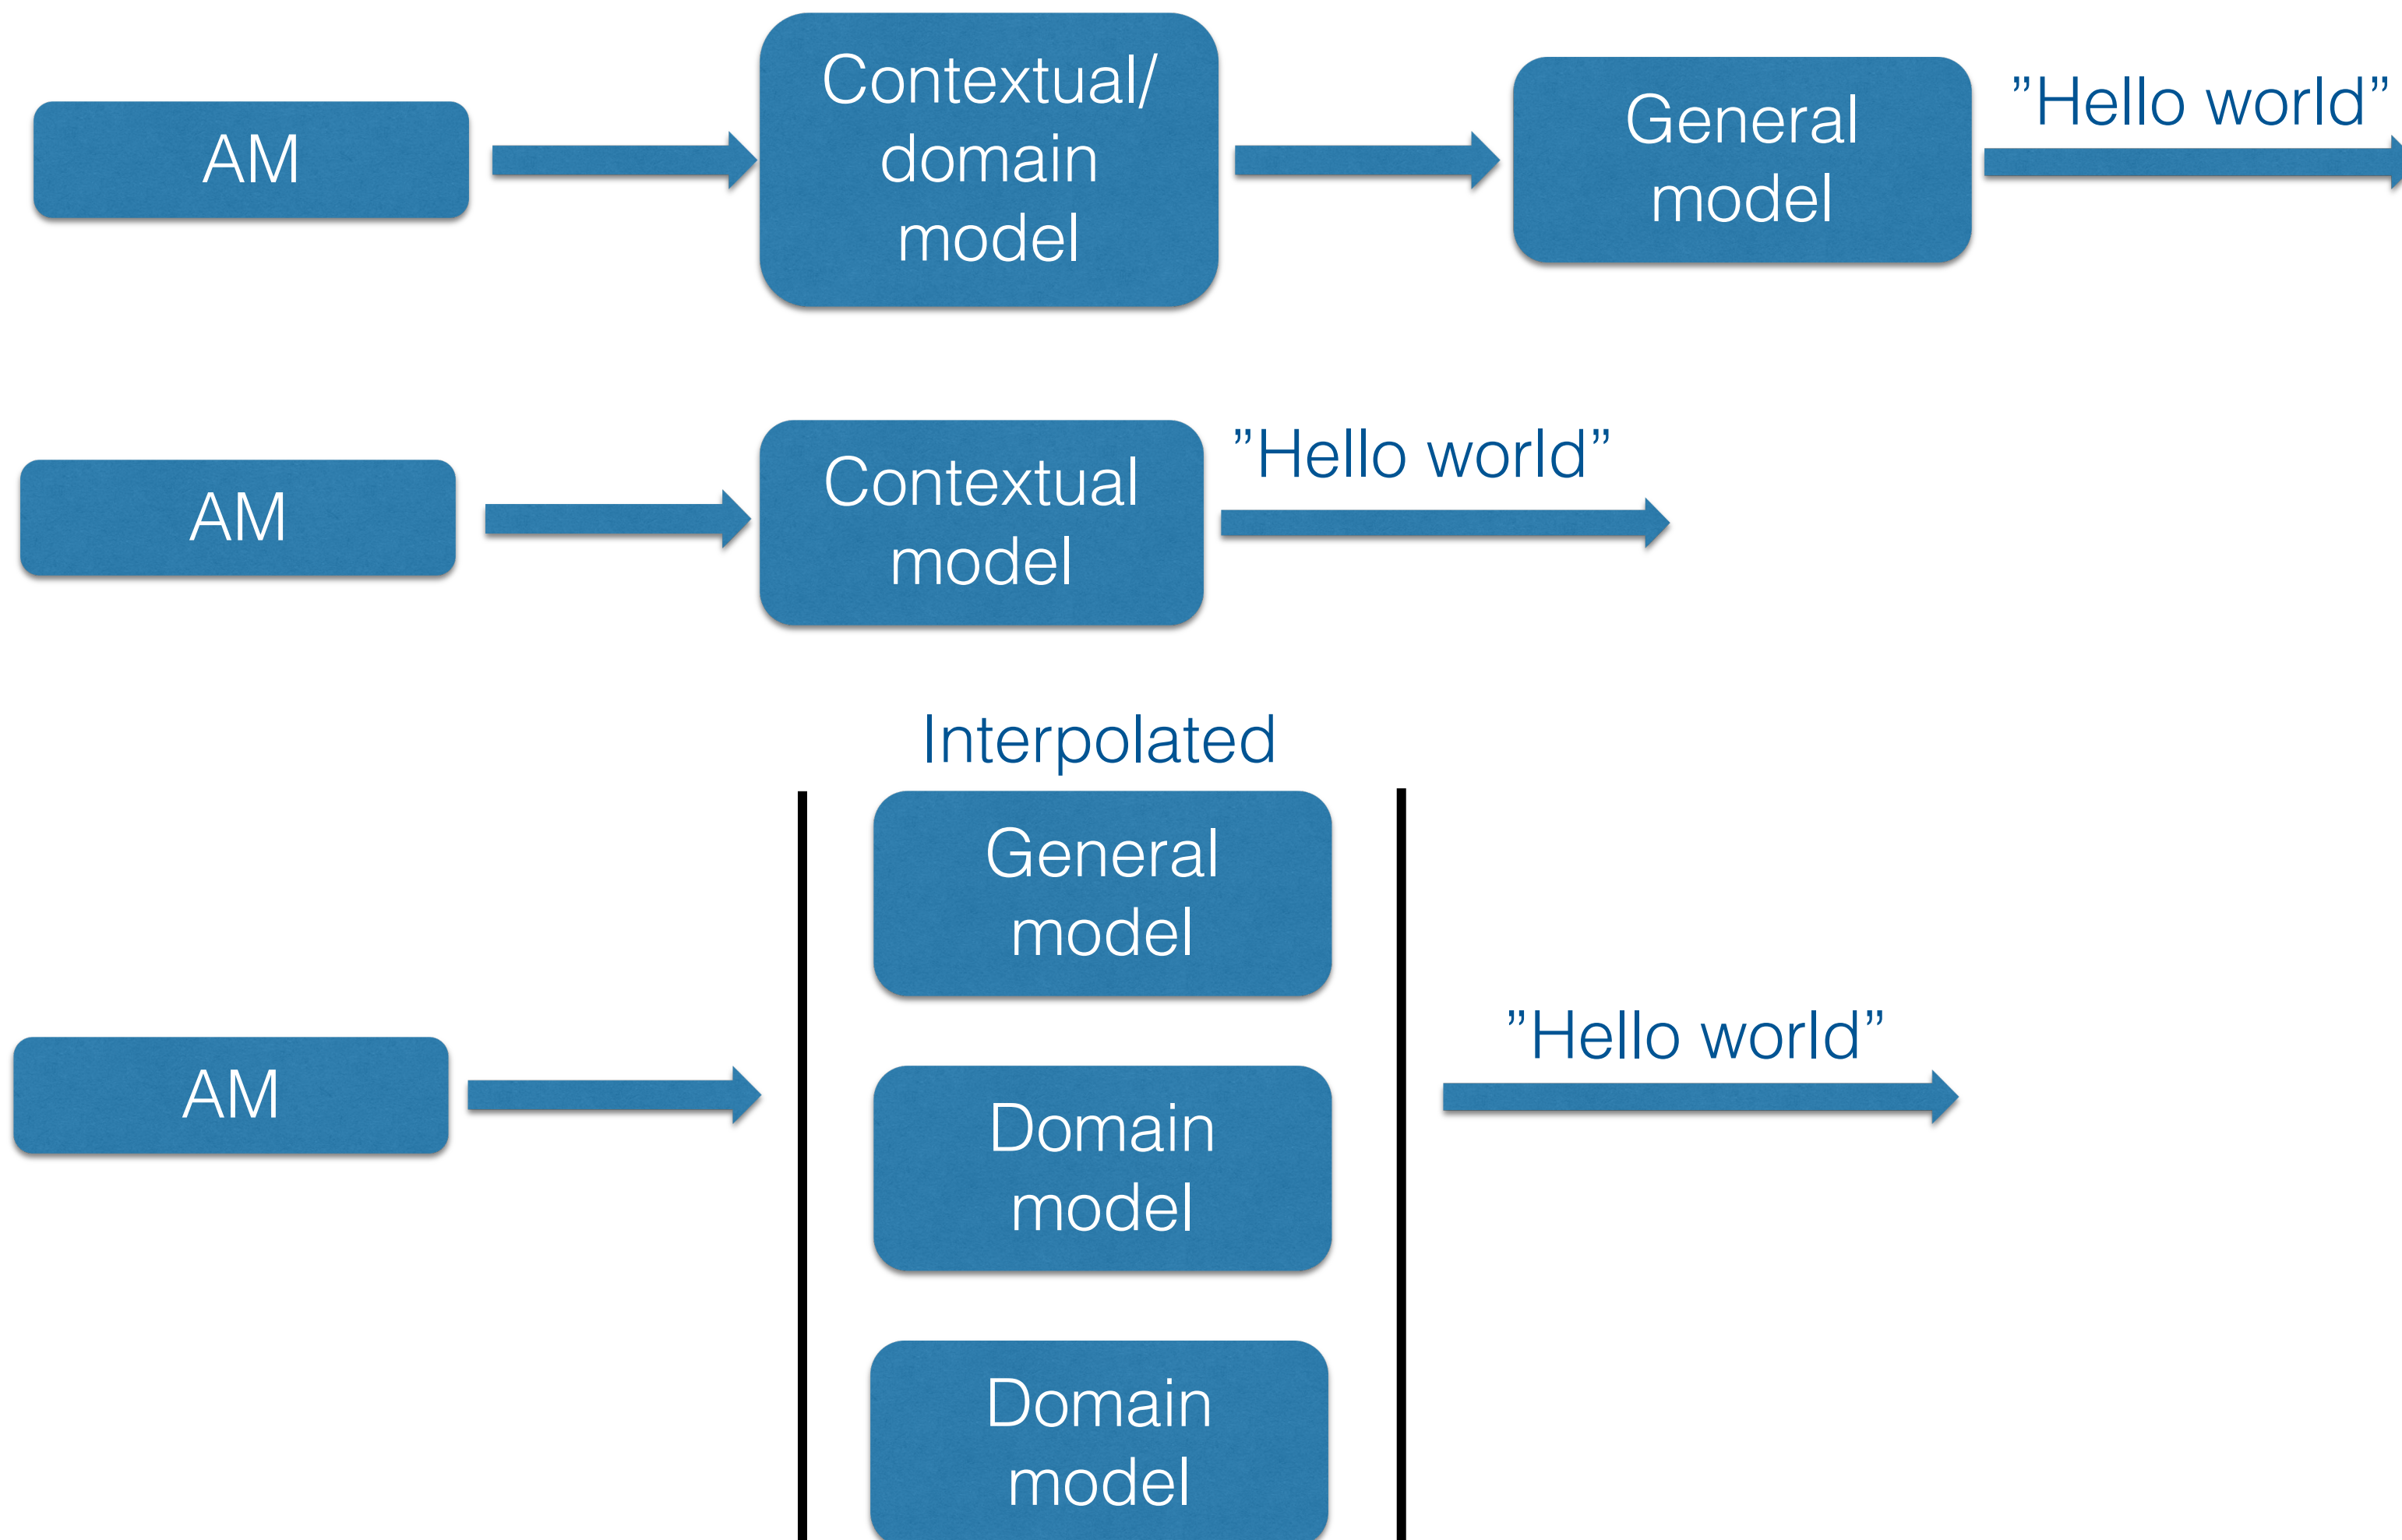 AM
Contextual/
domain
model
General
model
”Hello world”
AM
Contextual
model
”Hello world”
Interpolated
AM
General
model
Domain
model
Domain
model
”Hello world”